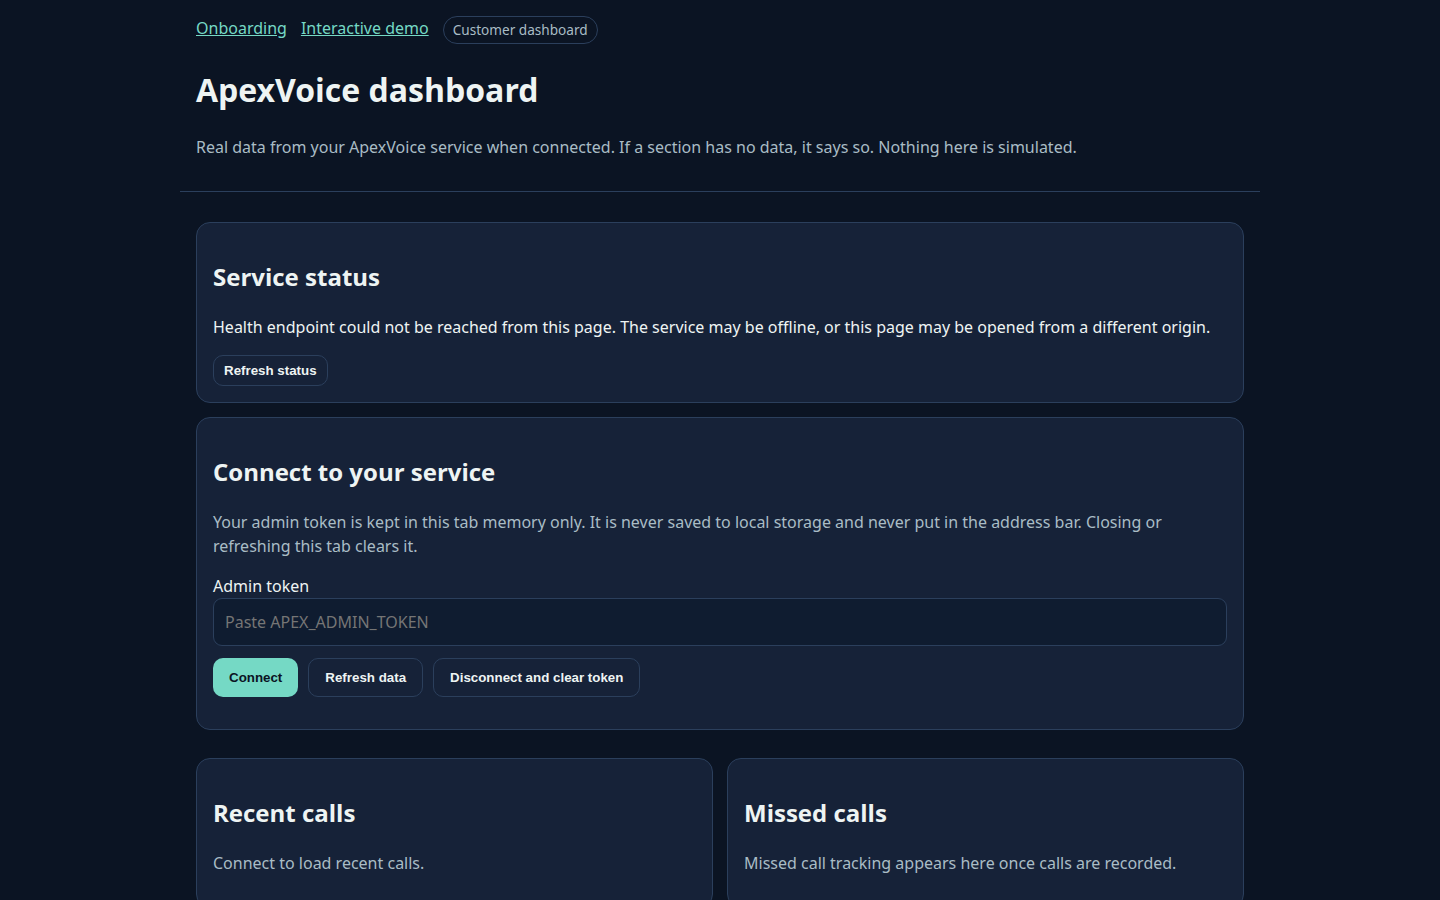 Onboarding Interactive demo Customer dashboard
ApexVoice dashboard
Real data from your ApexVoice service when connected. If a section has no data, it says so. Nothing here is simulated.
Service status
Health endpoint could not be reached from this page. The service may be offline, or this page may be opened from a different origin.
Refresh status
Connect to your service
Your admin token is kept in this tab memory only. It is never saved to local storage and never put in the address bar. Closing or
refreshing this tab clears it.
Admin token
Paste APEX_ADMIN_TOKEN
Connect Refresh data Disconnect and clear token
Recent calls
Connect to load recent calls.
Missed calls
Missed call tracking appears here once calls are recorded.